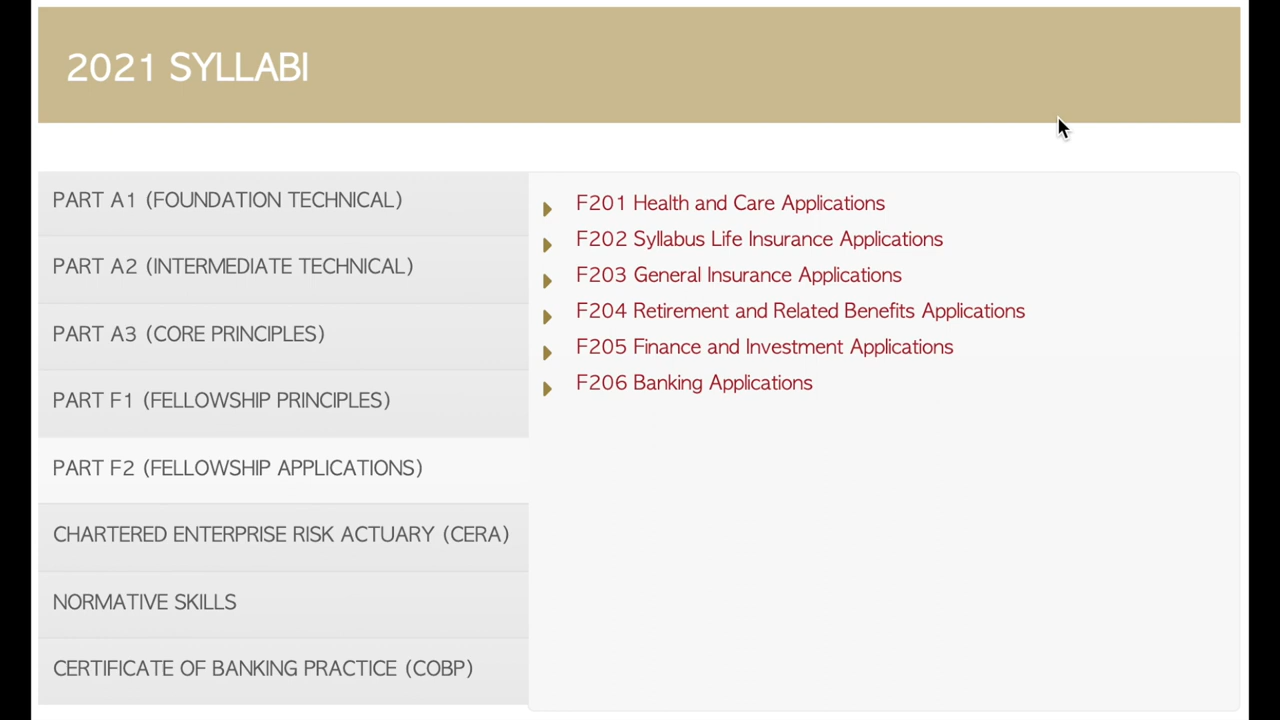 2021 SYLLABI
PART A1 (FOUNDATION TECHNICAL)
PART A2 (INTERMEDIATE TECHNICAL)
PART A3 (CORE PRINCIPLES)
PART F1 (FELLOWSHIP PRINCIPLES)
PART F2 (FELLOWSHIP APPLICATIONS)
CHARTERED ENTERPRISE RISK ACTUARY (CERA)
NORMATIVE SKILLS
CERTIFICATE OF BANKING PRACTICE (COBP)
F201 Health and Care Applications
F202 Syllabus Life Insurance Applications
F203 General Insurance Applications
F204 Retirement and Related Benefits Applications
F205 Finance and Investment Applications
F206 Banking Applications